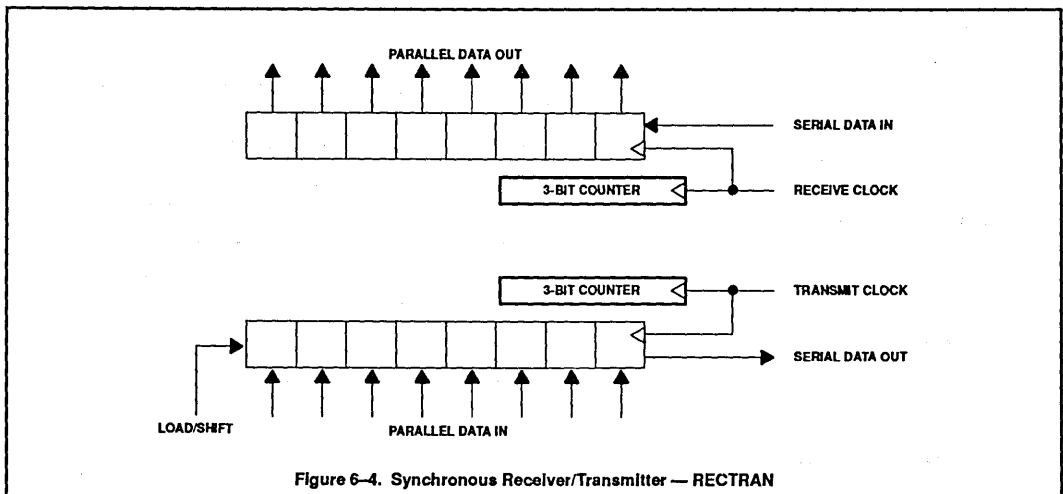 PARALLEL DATA OUT
SERIAL DATA IN
3-BIT COUNTER
RECEIVE CLOCK
3-BIT COUNTER
TRANSMIT CLOCK
SERIAL DATA OUT
LOAD/SHIFT
PARALLEL DATA IN
Figure 6–4. Synchronous Receiver/Transmitter — RECTRAN